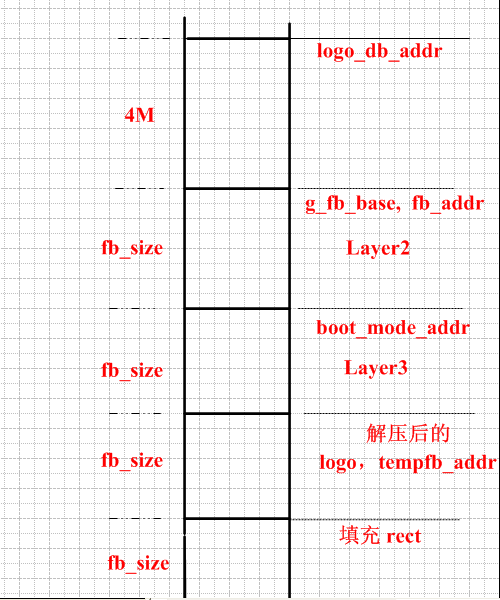 logo_db_addr
4M
g_fb_base, fb_addr
fb_size
Layer2
boot_mode_addr
fb_size
Layer3
解压后的
fb_size
logo，tempfb_addr
填充 rect
fb_size